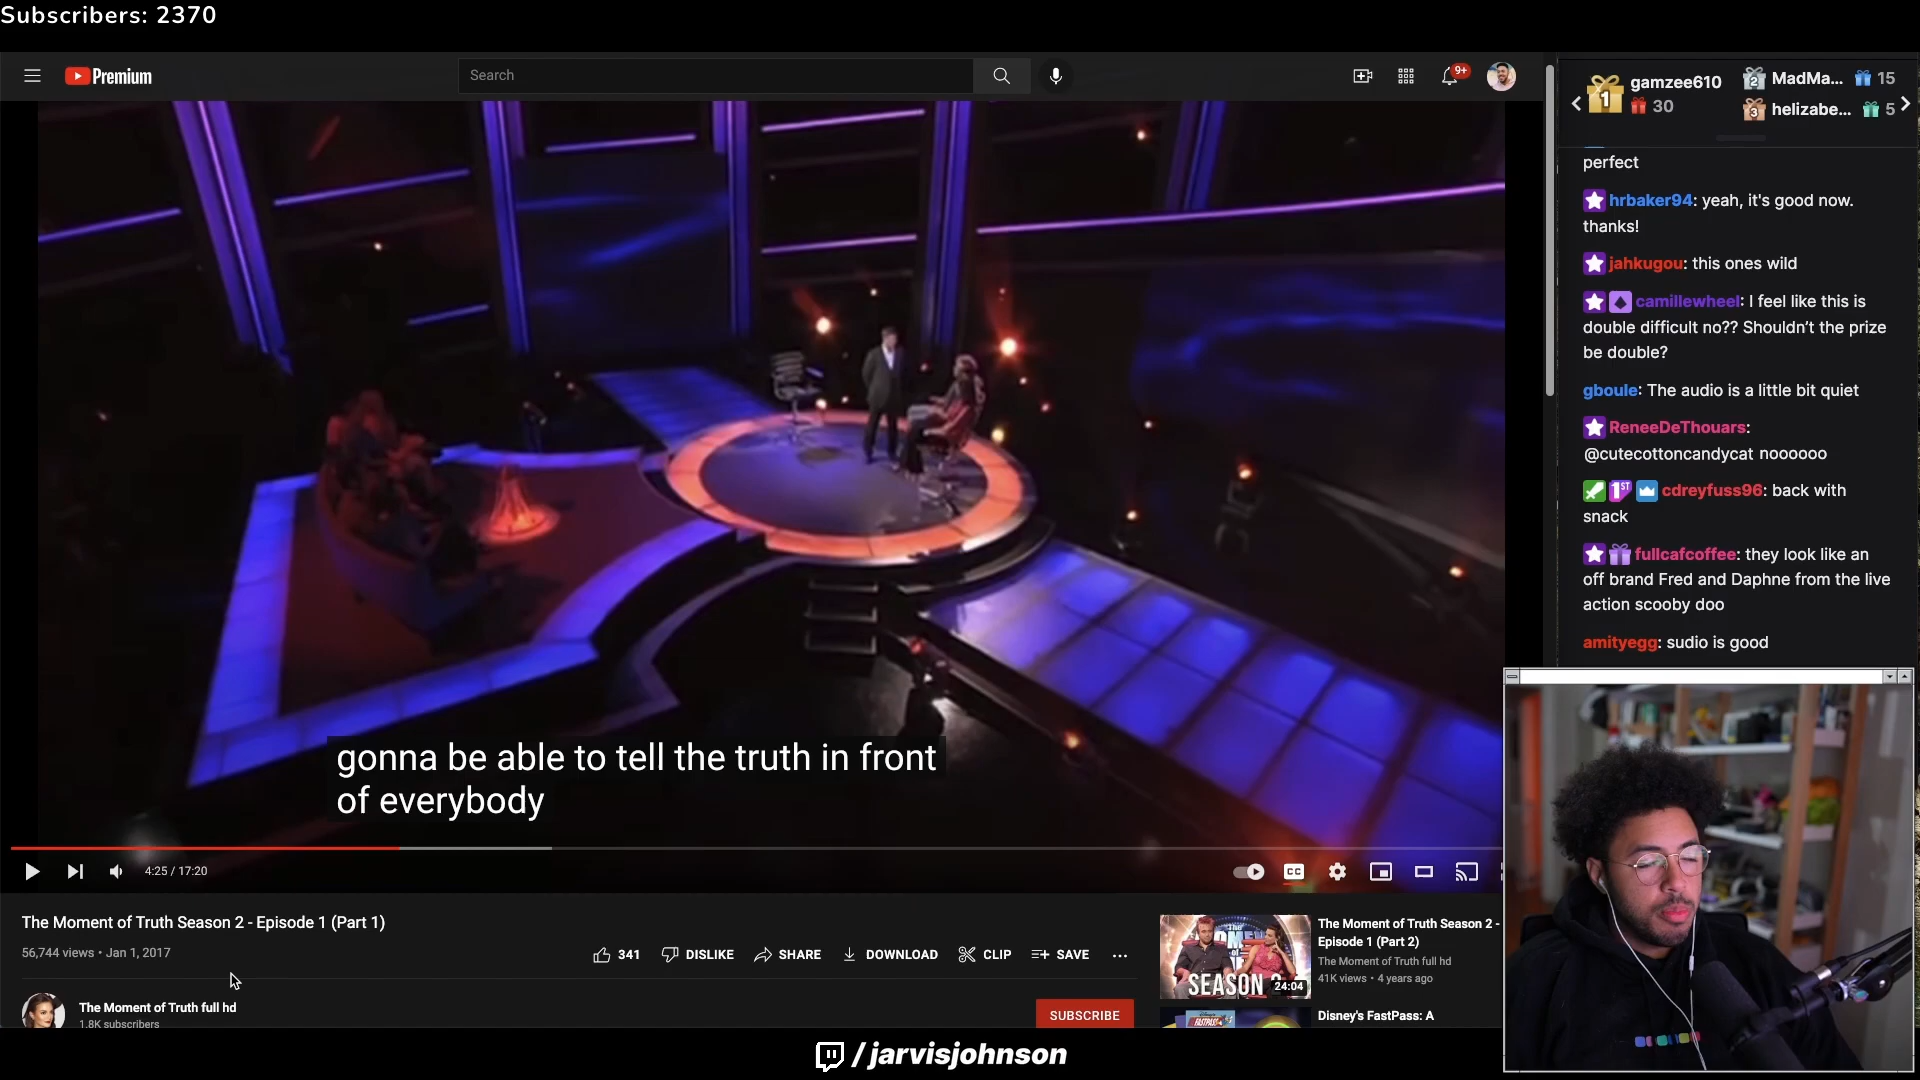 Subscribers: 2370
Premium
Search
9+
1
gamzee610
30
2 MadMa... 15
3 helizabe... 5
perfect
hrbaker94: yeah, it's good now.
thanks!
jahkugou: this ones wild
camillewheel: I feel like this is
double difficult no?? Shouldn't the prize
be double?
gboule: The audio is a little bit quiet
ReneeDeThouars:
@cutecottoncandycat noooooo
1ST cdreyfuss96: back with
snack
fullcafcoffee: they look like an
off brand Fred and Daphne from the live
action scooby doo
amityegg: sudio is good
gonna be able to tell the truth in front
of everybody
4:25 / 17:20
CC
The Moment of Truth Season 2 - Episode 1 (Part 1)
56,744 views • Jan 1, 2017
341 DISLIKE SHARE DOWNLOAD CLIP SAVE
The Moment of Truth full hd
1.8K subscribers
SUBSCRIBE
SEASON 24:04
The Moment of Truth Season 2 -
Episode 1 (Part 2)
The Moment of Truth full hd
41K views • 4 years ago
FASTPASS
Disney's FastPass: A
/jarvisjohnson